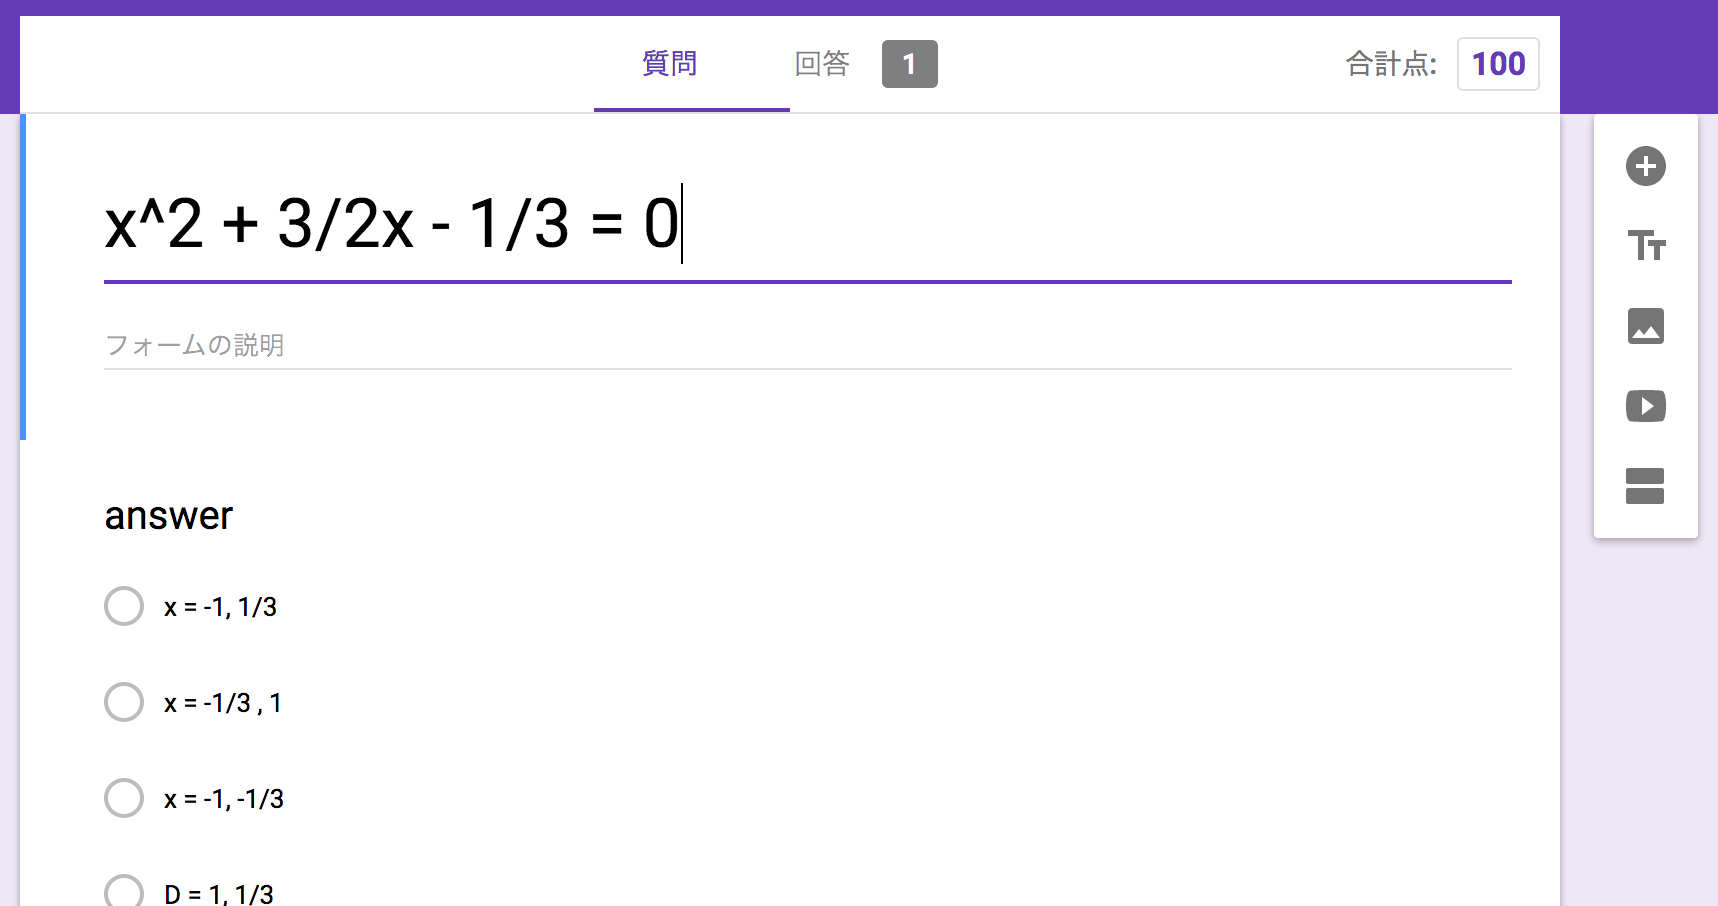 質問 回答 1 合計点: 100
x^2 + 3/2x - 1/3 = 0
フォームの説明
answer
x = -1, 1/3
x = -1/3 , 1
x = -1, -1/3
D = 1, 1/3